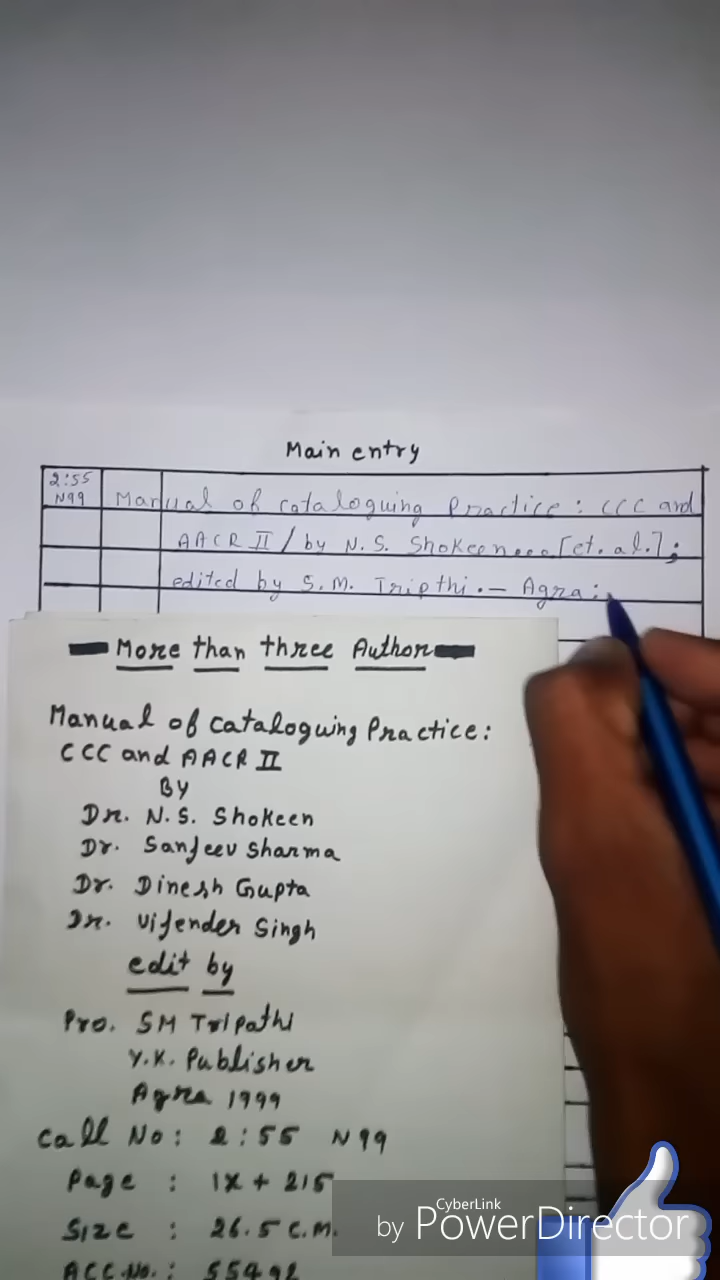 Main entry
2:55
N99
Manual of cataloguing Practice: CCC and
AACR II / by N. S. Shokeen... [et. al.];
edited by S. M. Tripthi. — Agra:
More than three Author
Manual of Cataloguing Practice:
CCC and AACR II
By
Dr. N.S. Shokeen
Dr. Sanjeev Sharma
Dr. Dinesh Gupta
Dr. Vijender Singh
edit by
Pro. SM Tripathi
Y.K. Publisher
Agra 1999
Call No: 2:55 N99
Page : IX + 215
Size : 26.5 C.M.
ACC.No.:
CyberLink
by PowerDirector